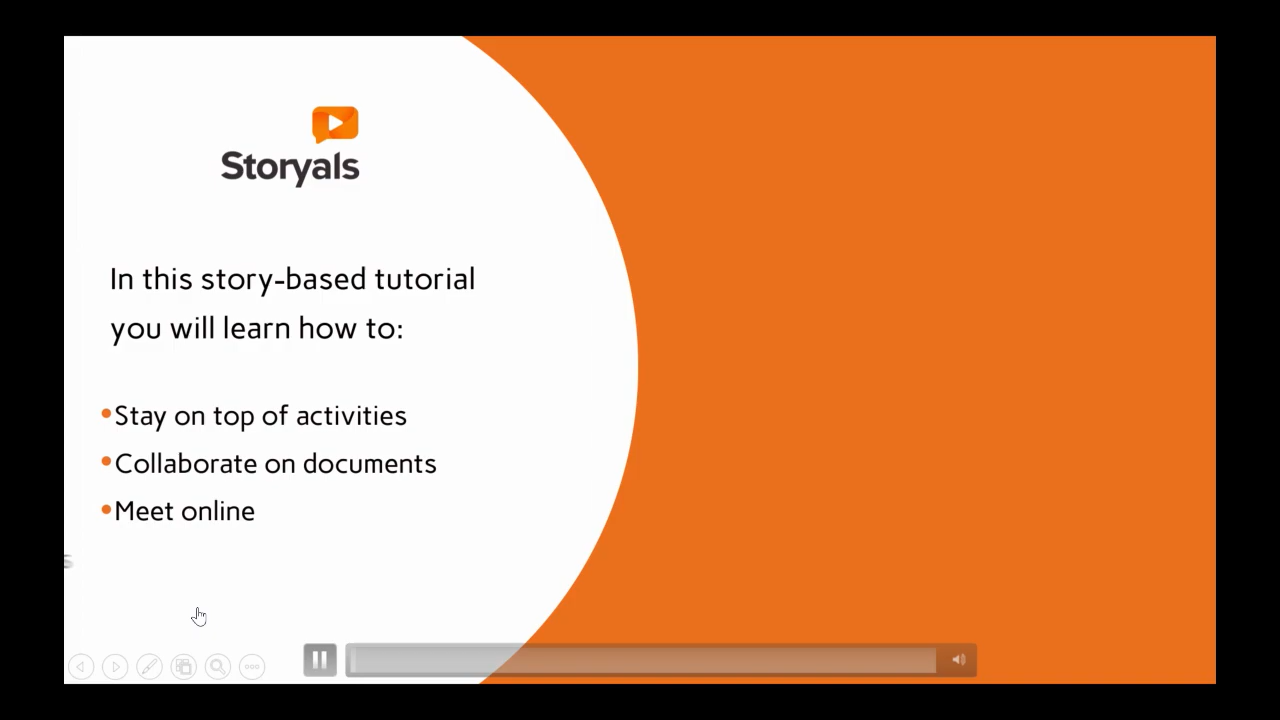 Storyals
In this story-based tutorial
you will learn how to:
•Stay on top of activities
•Collaborate on documents
•Meet online